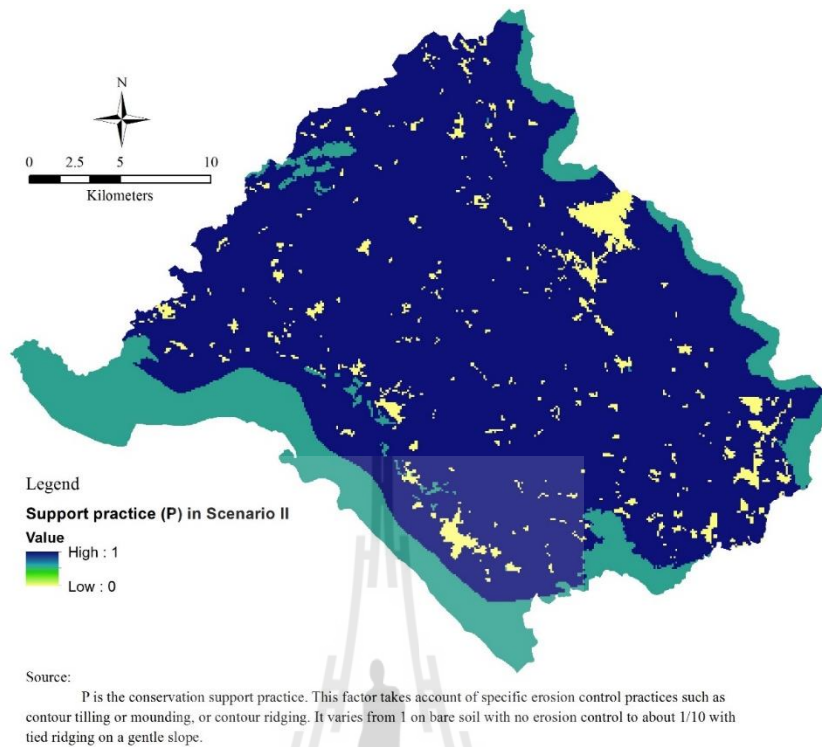 N
0 2.5 5 10
Kilometers
Legend
Support practice (P) in Scenario II
Value
High : 1
Low : 0
Source:
P is the conservation support practice. This factor takes account of specific erosion control practices such as
contour tilling or mounding, or contour ridging. It varies from 1 on bare soil with no erosion control to about 1/10 with
tied ridging on a gentle slope.